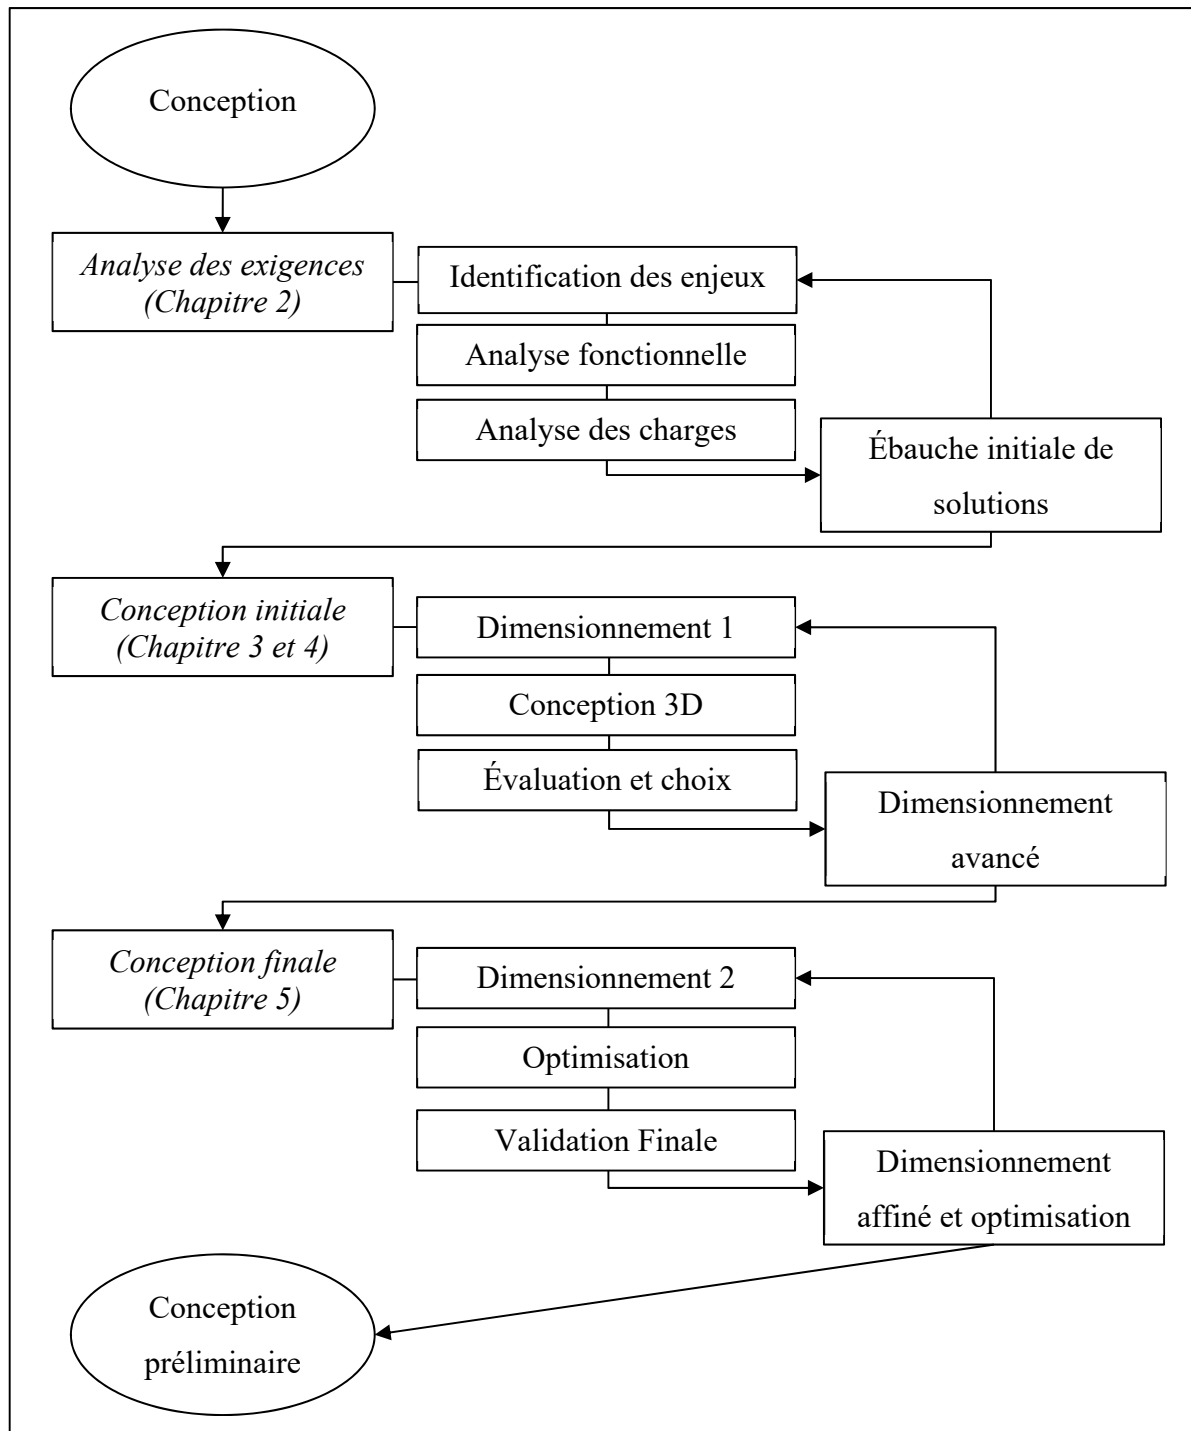 Conception
Analyse des exigences
(Chapitre 2)
Identification des enjeux
Analyse fonctionnelle
Analyse des charges
Ébauche initiale de
solutions
Conception initiale
(Chapitre 3 et 4)
Dimensionnement 1
Conception 3D
Évaluation et choix
Dimensionnement
avancé
Conception finale
(Chapitre 5)
Dimensionnement 2
Optimisation
Validation Finale
Dimensionnement
affiné et optimisation
Conception
préliminaire